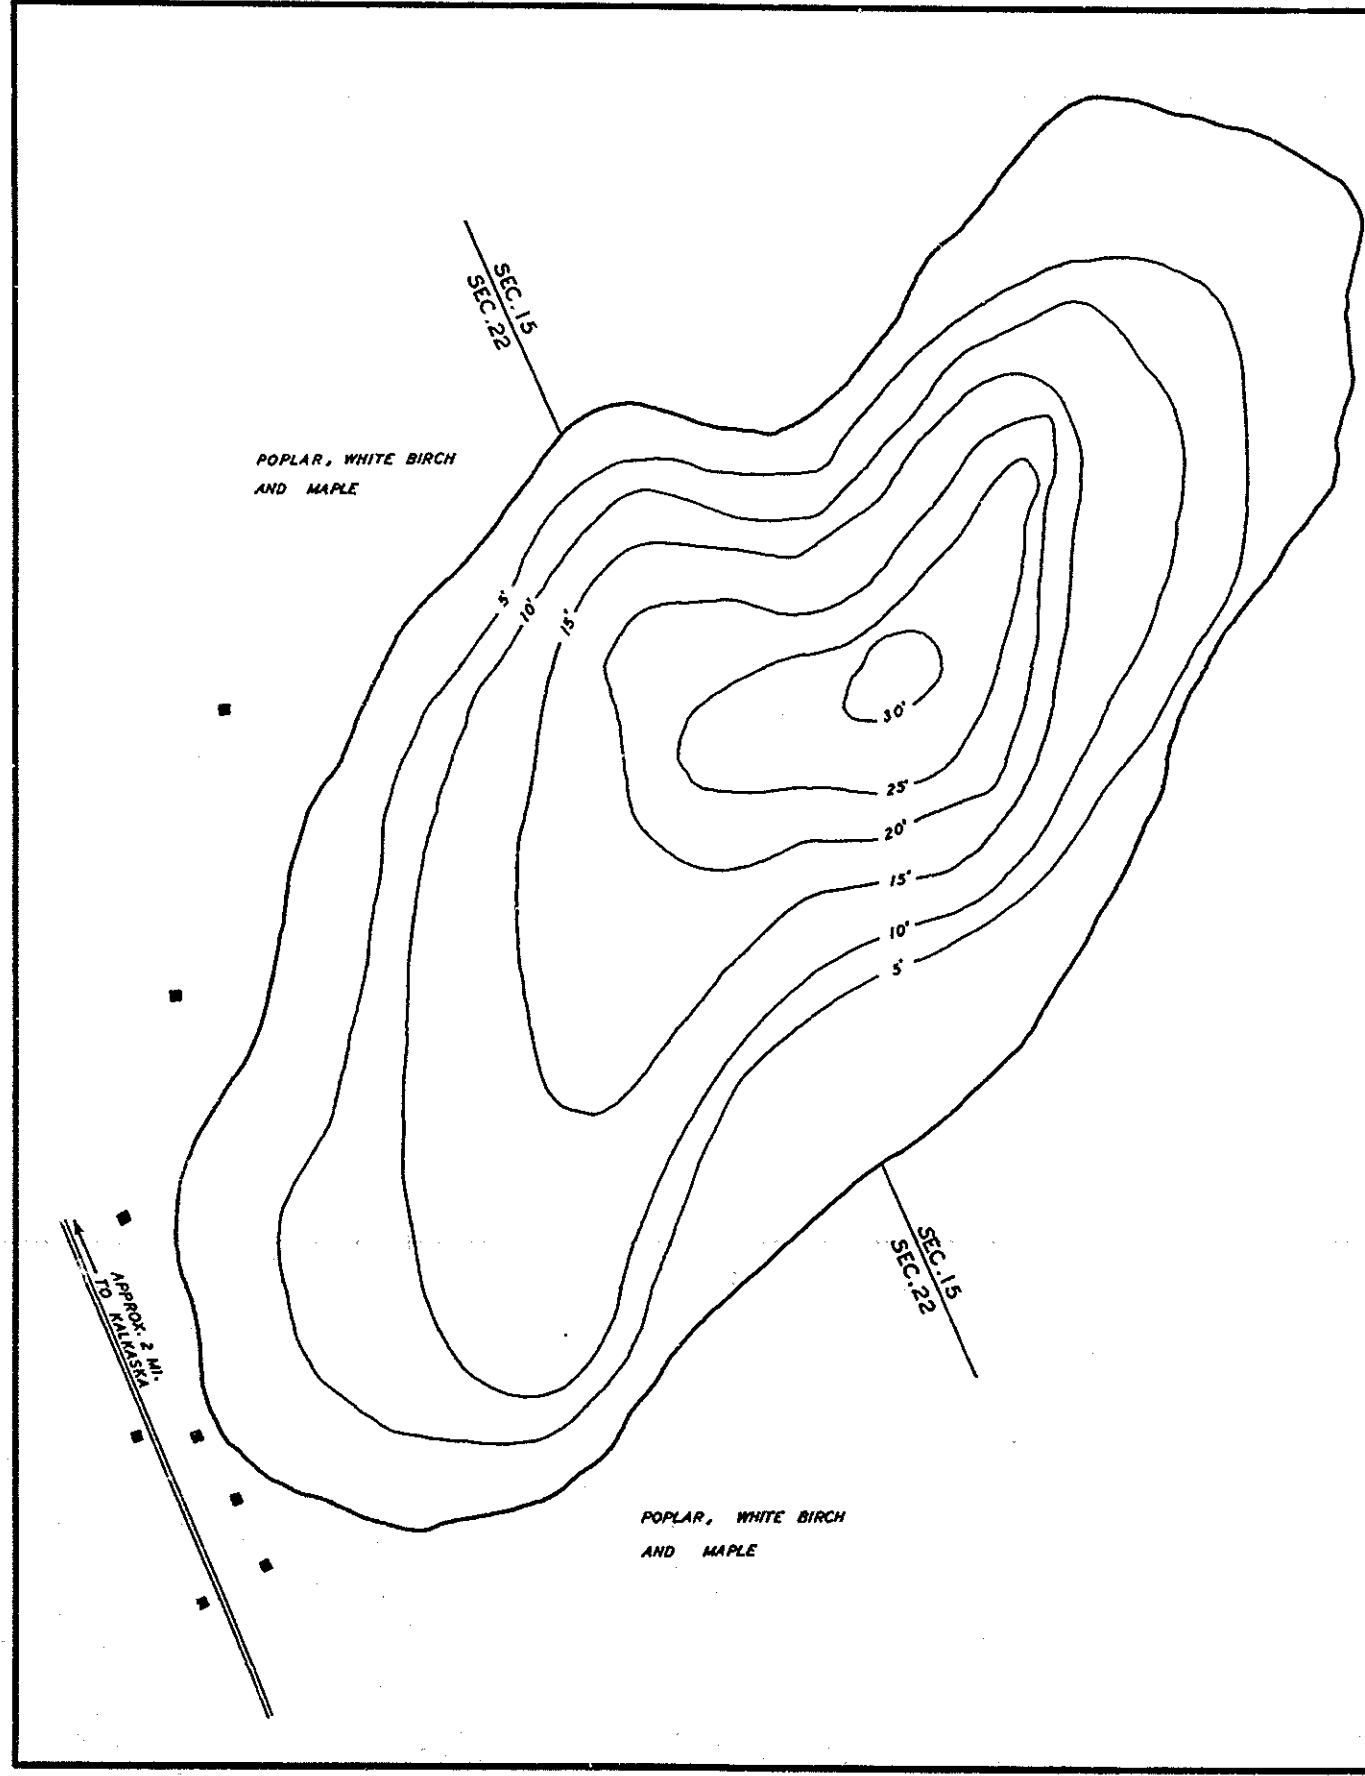 SEC. 15
SEC. 22
POPLAR, WHITE BIRCH
AND MAPLE
5'
10'
15'
30'
25'
20'
15'
10'
5'
SEC. 15
SEC. 22
APPROX. 2 MI.
TO KALKASKA
POPLAR, WHITE BIRCH
AND MAPLE